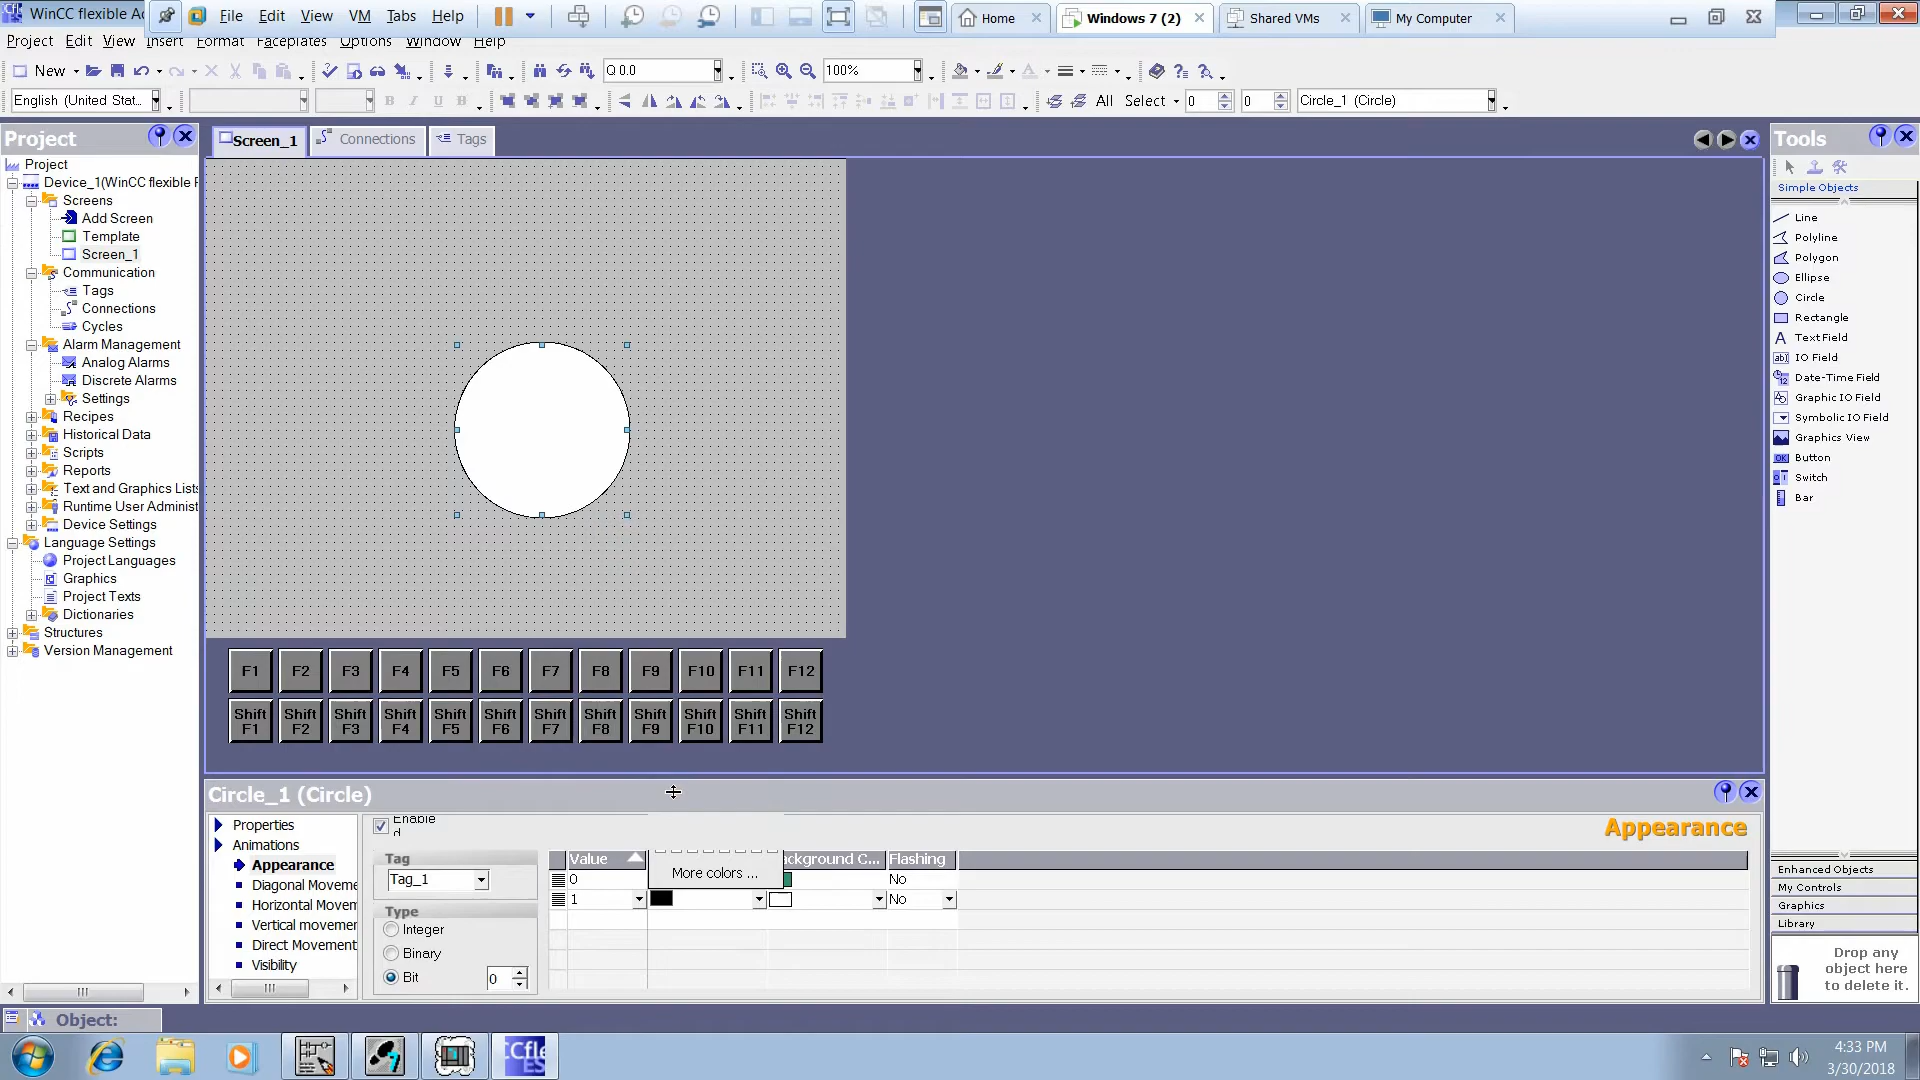 WinCC flexible Ac
File Edit View VM Tabs Help
Home
Windows 7 (2)
Shared VMs
My Computer
Project Edit View Insert Format Faceplates Options Window Help
New
Q 0.0
100%
English (United Stat...
All Select
0
0
Circle_1 (Circle)
Project
Screen_1
Connections
Tags
Tools
Project
Device_1(WinCC flexible
Screens
Add Screen
Template
Screen_1
Communication
Tags
Connections
Cycles
Alarm Management
Analog Alarms
Discrete Alarms
Settings
Recipes
Historical Data
Scripts
Reports
Text and Graphics Lists
Runtime User Administ
Device Settings
Language Settings
Project Languages
Graphics
Project Texts
Dictionaries
Structures
Version Management
Simple Objects
Line
Polyline
Polygon
Ellipse
Circle
Rectangle
Text Field
IO Field
Date-Time Field
Graphic IO Field
Symbolic IO Field
Graphics View
Button
Switch
Bar
F1 F2 F3 F4 F5 F6 F7 F8 F9 F10 F11 F12
Shift F1 Shift F2 Shift F3 Shift F4 Shift F5 Shift F6 Shift F7 Shift F8 Shift F9 Shift F10 Shift F11 Shift F12
Circle_1 (Circle)
Properties
Animations
Appearance
Diagonal Moveme
Horizontal Movem
Vertical movemer
Direct Movement
Visibility
Enable
d
Tag
Tag_1
Type
Integer
Binary
Bit
0
Appearance
Value
ackground C...
Flashing
More colors ...
0
No
1
No
Enhanced Objects
My Controls
Graphics
Library
Drop any
object here
to delete it.
Object:
CCfle
ES
4:33 PM
3/30/2018